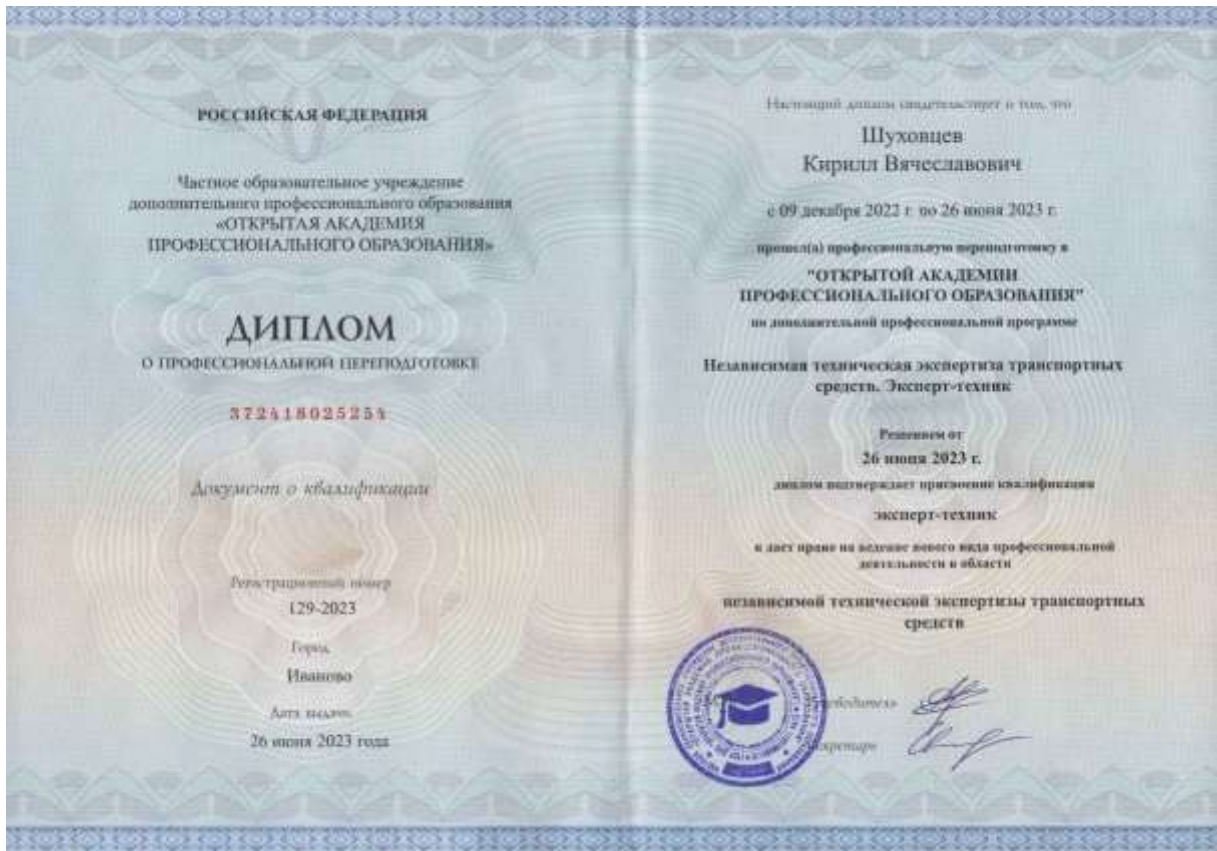 РОССИЙСКАЯ ФЕДЕРАЦИЯ
Частное образовательное учреждение
дополнительного профессионального образования
«ОТКРЫТАЯ АКАДЕМИЯ
ПРОФЕССИОНАЛЬНОГО ОБРАЗОВАНИЯ»
ДИПЛОМ
О ПРОФЕССИОНАЛЬНОЙ ПЕРЕПОДГОТОВКЕ
372418025254
Документ о квалификации
Регистрационный номер
129-2023
Город
Иваново
Дата выдачи
26 июня 2023 года
Настоящий диплом свидетельствует о том, что
Шуховцев
Кирилл Вячеславович
с 09 декабря 2022 г. по 26 июня 2023 г.
прошел(а) профессиональную переподготовку в
"ОТКРЫТОЙ АКАДЕМИИ
ПРОФЕССИОНАЛЬНОГО ОБРАЗОВАНИЯ"
по дополнительной профессиональной программе
Независимая техническая экспертиза транспортных
средств. Эксперт-техник
Решением от
26 июня 2023 г.
диплом подтверждает присвоение квалификации
эксперт-техник
и дает право на ведение нового вида профессиональной
деятельности в области
независимой технической экспертизы транспортных
средств